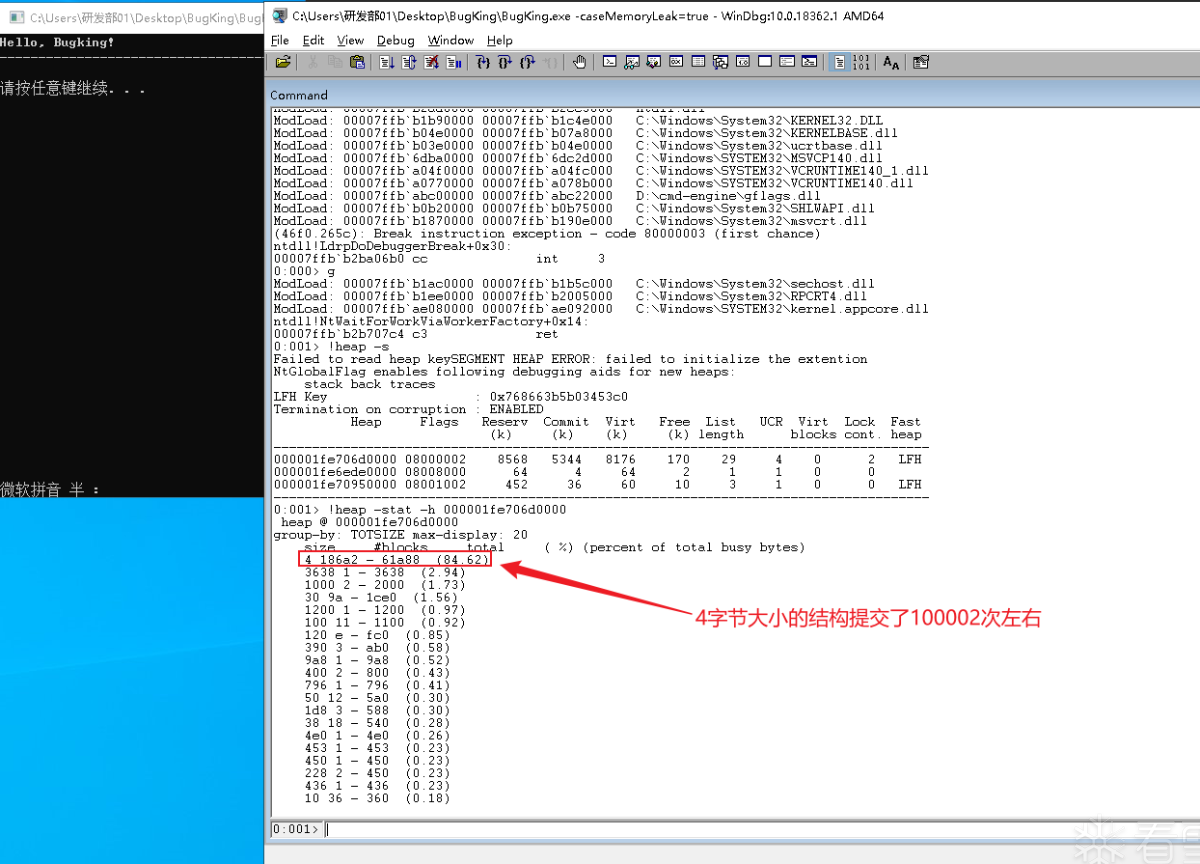 C:\Users\研发部01\Desktop\BugKing\Bugl
Hello, Bugking!
请按任意键继续. . .
微软拼音 半 :
C:\Users\研发部01\Desktop\BugKing\BugKing.exe -caseMemoryLeak=true - WinDbg:10.0.18362.1 AMD64
File Edit View Debug Window Help
Command
ModLoad: 00007ffb`b1b90000 00007ffb`b1c4e000 C:\Windows\System32\KERNEL32.DLL
ModLoad: 00007ffb`b04e0000 00007ffb`b07a8000 C:\Windows\System32\KERNELBASE.dll
ModLoad: 00007ffb`b03e0000 00007ffb`b04e0000 C:\Windows\System32\ucrtbase.dll
ModLoad: 00007ffb`6dba0000 00007ffb`6dc2d000 C:\Windows\SYSTEM32\MSVCP140.dll
ModLoad: 00007ffb`a04f0000 00007ffb`a04fc000 C:\Windows\SYSTEM32\VCRUNTIME140_1.dll
ModLoad: 00007ffb`a0770000 00007ffb`a078b000 C:\Windows\SYSTEM32\VCRUNTIME140.dll
ModLoad: 00007ffb`abc00000 00007ffb`abc22000 D:\cmd-engine\gflags.dll
ModLoad: 00007ffb`b0b20000 00007ffb`b0b75000 C:\Windows\System32\SHLWAPI.dll
ModLoad: 00007ffb`b1870000 00007ffb`b190e000 C:\Windows\System32\msvcrt.dll
(46f0.265c): Break instruction exception - code 80000003 (first chance)
ntdll!LdrpDoDebuggerBreak+0x30:
00007ffb`b2ba06b0 cc int 3
0:000> g
ModLoad: 00007ffb`b1ac0000 00007ffb`b1b5c000 C:\Windows\System32\sechost.dll
ModLoad: 00007ffb`b1ee0000 00007ffb`b2005000 C:\Windows\System32\RPCRT4.dll
ModLoad: 00007ffb`ae080000 00007ffb`ae092000 C:\Windows\System32\kernel.appcore.dll
ntdll!NtWaitForWorkViaWorkerFactory+0x14:
00007ffb`b2b707c4 c3 ret
0:001> !heap -s
Failed to read heap keySEGMENT HEAP ERROR: failed to initialize the extention
NtGlobalFlag enables following debugging aids for new heaps:
stack back traces
LFH Key : 0x768663b5b03453c0
Termination on corruption : ENABLED
Heap Flags Reserv Commit Virt Free List UCR Virt Lock Fast
(k) (k) (k) (k) length blocks cont. heap
000001fe706d0000 08000002 8568 5344 8176 170 29 4 0 2 LFH
000001fe6ede0000 08008000 64 4 64 2 1 1 0 0
000001fe70950000 08001002 452 36 60 10 3 1 0 0 LFH
0:001> !heap -stat -h 000001fe706d0000
heap @ 000001fe706d0000
group-by: TOTSIZE max-display: 20
size #blocks total ( %) (percent of total busy bytes)
4 186a2 - 61a88 (84.62)
3638 1 - 3638 (2.94)
1000 2 - 2000 (1.73)
30 9a - 1ce0 (1.56)
1200 1 - 1200 (0.97)
100 11 - 1100 (0.92)
4字节大小的结构提交了100002次左右
120 e - fc0 (0.85)
390 3 - ab0 (0.58)
9a8 1 - 9a8 (0.52)
400 2 - 800 (0.43)
796 1 - 796 (0.41)
50 12 - 5a0 (0.30)
1d8 3 - 588 (0.30)
38 18 - 540 (0.28)
4e0 1 - 4e0 (0.26)
453 1 - 453 (0.23)
450 1 - 450 (0.23)
228 2 - 450 (0.23)
436 1 - 436 (0.23)
10 36 - 360 (0.18)
0:001>